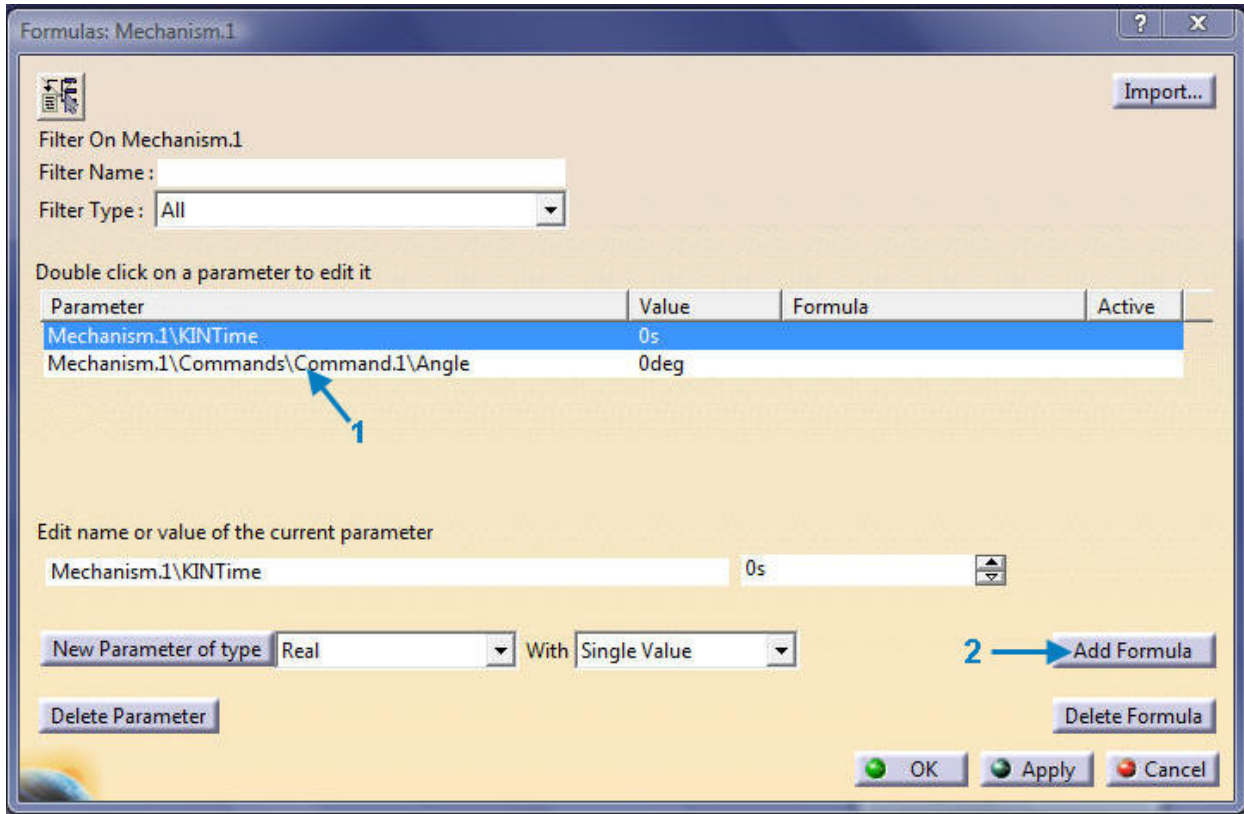 Formulas: Mechanism.1
?
X
Import...
Filter On Mechanism.1
Filter Name :
Filter Type : All
Double click on a parameter to edit it
Parameter Value Formula Active
Mechanism.1\KINTime 0s
Mechanism.1\Commands\Command.1\Angle 0deg
1
Edit name or value of the current parameter
Mechanism.1\KINTime 0s
New Parameter of type Real With Single Value 2 Add Formula
Delete Parameter Delete Formula
OK Apply Cancel